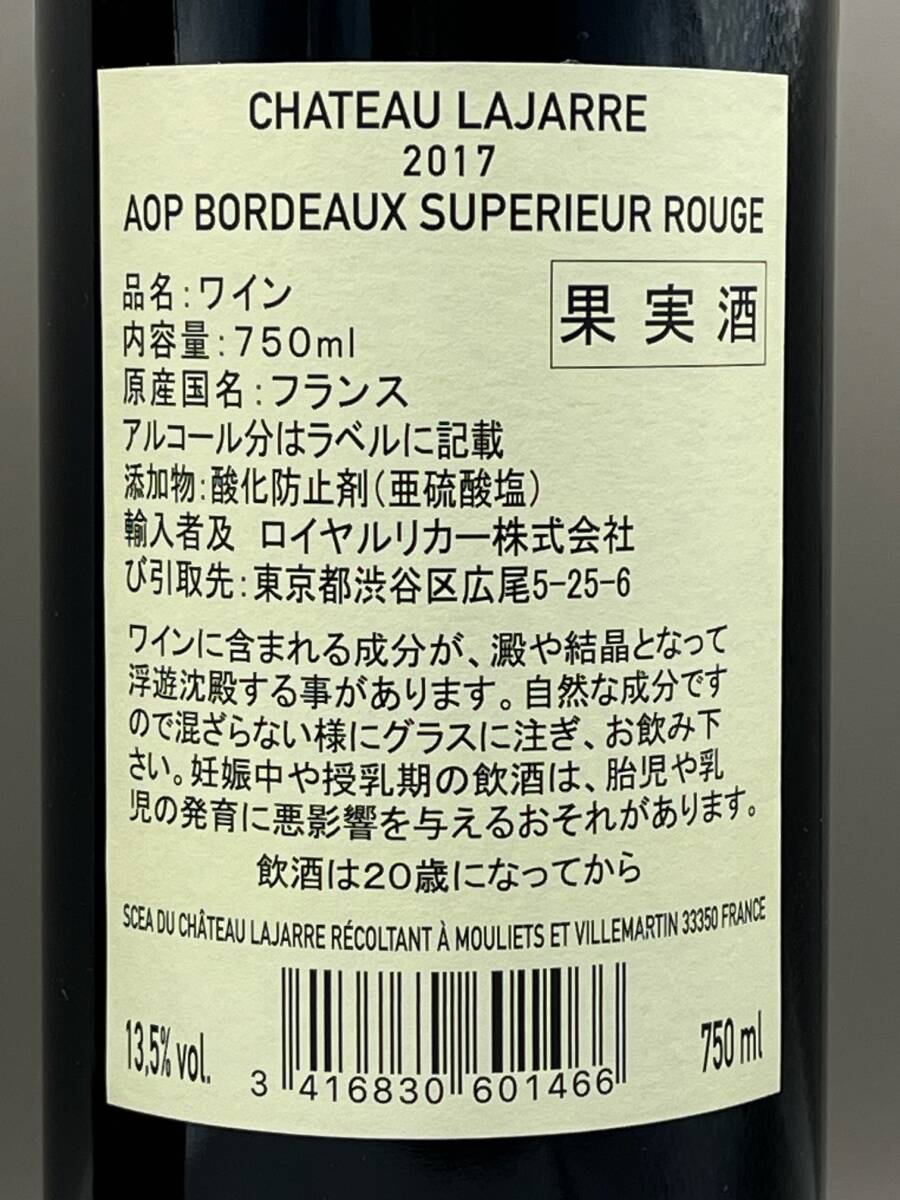 CHATEAU LAJARRE
2017
AOP BORDEAUX SUPERIEUR ROUGE
品名:ワイン
果実酒
内容量:750ml
原産国名:フランス
アルコール分はラベルに記載
添加物:酸化防止剤(亜硫酸塩)
輸入者及 ロイヤルリカー株式会社
び引取先:東京都渋谷区広尾5-25-6
ワインに含まれる成分が、澱や結晶となって
浮遊沈殿する事があります。自然な成分です
ので混ざらない様にグラスに注ぎ、お飲み下
さい。妊娠中や授乳期の飲酒は、胎児や乳
児の発育に悪影響を与えるおそれがあります。
飲酒は20歳になってから
SCEA DU CHÂTEAU LAJARRE RÉCOLTANT À MOULIETS ET VILLEMARTIN 33350 FRANCE
13,5% vol.
3 416830 601466
750 ml